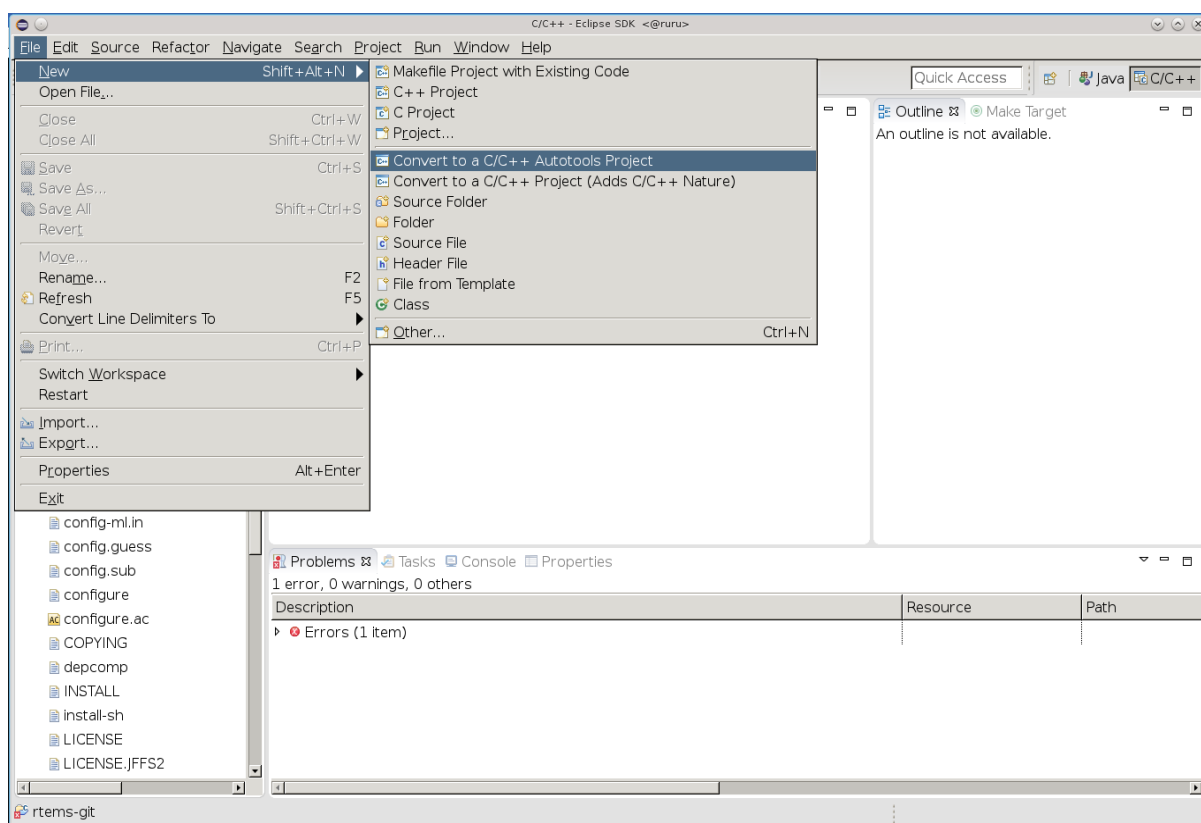 C/C++ - Eclipse SDK <@ruru>
File Edit Source Refactor Navigate Search Project Run Window Help
New Shift+Alt+N
Open File...
Close Ctrl+W
Close All Shift+Ctrl+W
Save Ctrl+S
Save As...
Save All Shift+Ctrl+S
Revert
Move...
Rename... F2
Refresh F5
Convert Line Delimiters To
Print... Ctrl+P
Switch Workspace
Restart
Import...
Export...
Properties Alt+Enter
Exit
Makefile Project with Existing Code
C++ Project
C Project
Project...
Convert to a C/C++ Autotools Project
Convert to a C/C++ Project (Adds C/C++ Nature)
Source Folder
Folder
Source File
Header File
File from Template
Class
Other... Ctrl+N
Quick Access Java C/C++
Outline Make Target
An outline is not available.
config-ml.in
config.guess
config.sub
configure
configure.ac
COPYING
depcomp
INSTALL
install-sh
LICENSE
LICENSE.JFFS2
Problems Tasks Console Properties
1 error, 0 warnings, 0 others
Description Resource Path
Errors (1 item)
rtems-git